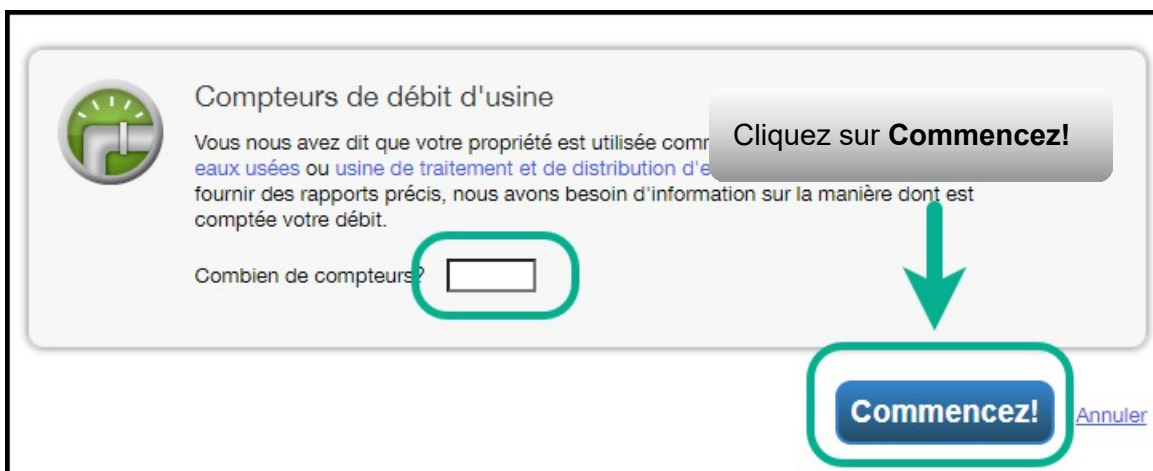 Compteurs de débit d'usine
Vous nous avez dit que votre propriété est utilisée comm
eaux usées ou usine de traitement et de distribution d'e
fournir des rapports précis, nous avons besoin d'information sur la manière dont est
comptée votre débit.
Cliquez sur Commencez!
Combien de compteurs?
Commencez!
Annuler